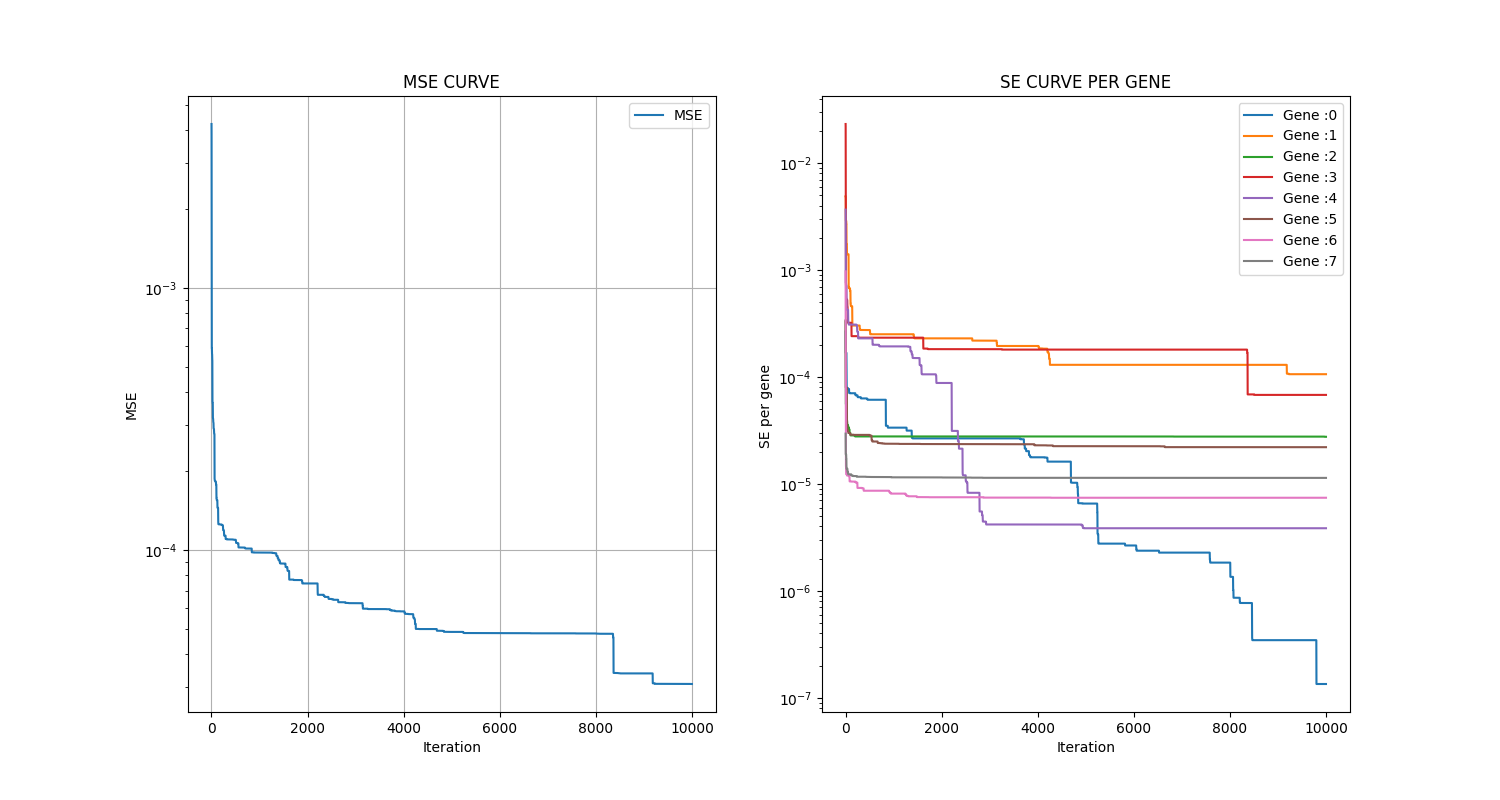 MSE CURVE
MSE
10^-3
10^-4
MSE
0 2000 4000 6000 8000 10000
Iteration
SE CURVE PER GENE
Gene :0
Gene :1
Gene :2
Gene :3
Gene :4
Gene :5
Gene :6
Gene :7
10^-2
10^-3
10^-4
10^-5
10^-6
10^-7
SE per gene
0 2000 4000 6000 8000 10000
Iteration